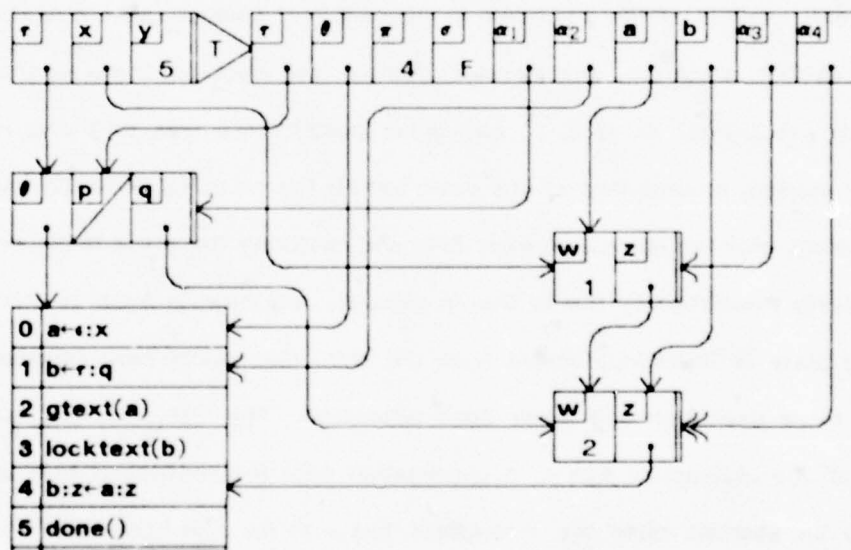 τ x y T τ θ π σ α₁ α₂ a b α₃ α₄
5 4 F
θ p q
w z
1
0 a←ϵ:x
1 b←τ:q
2 gtext(a)
w z
2
3 locktext(b)
4 b:z←a:z
5 done()